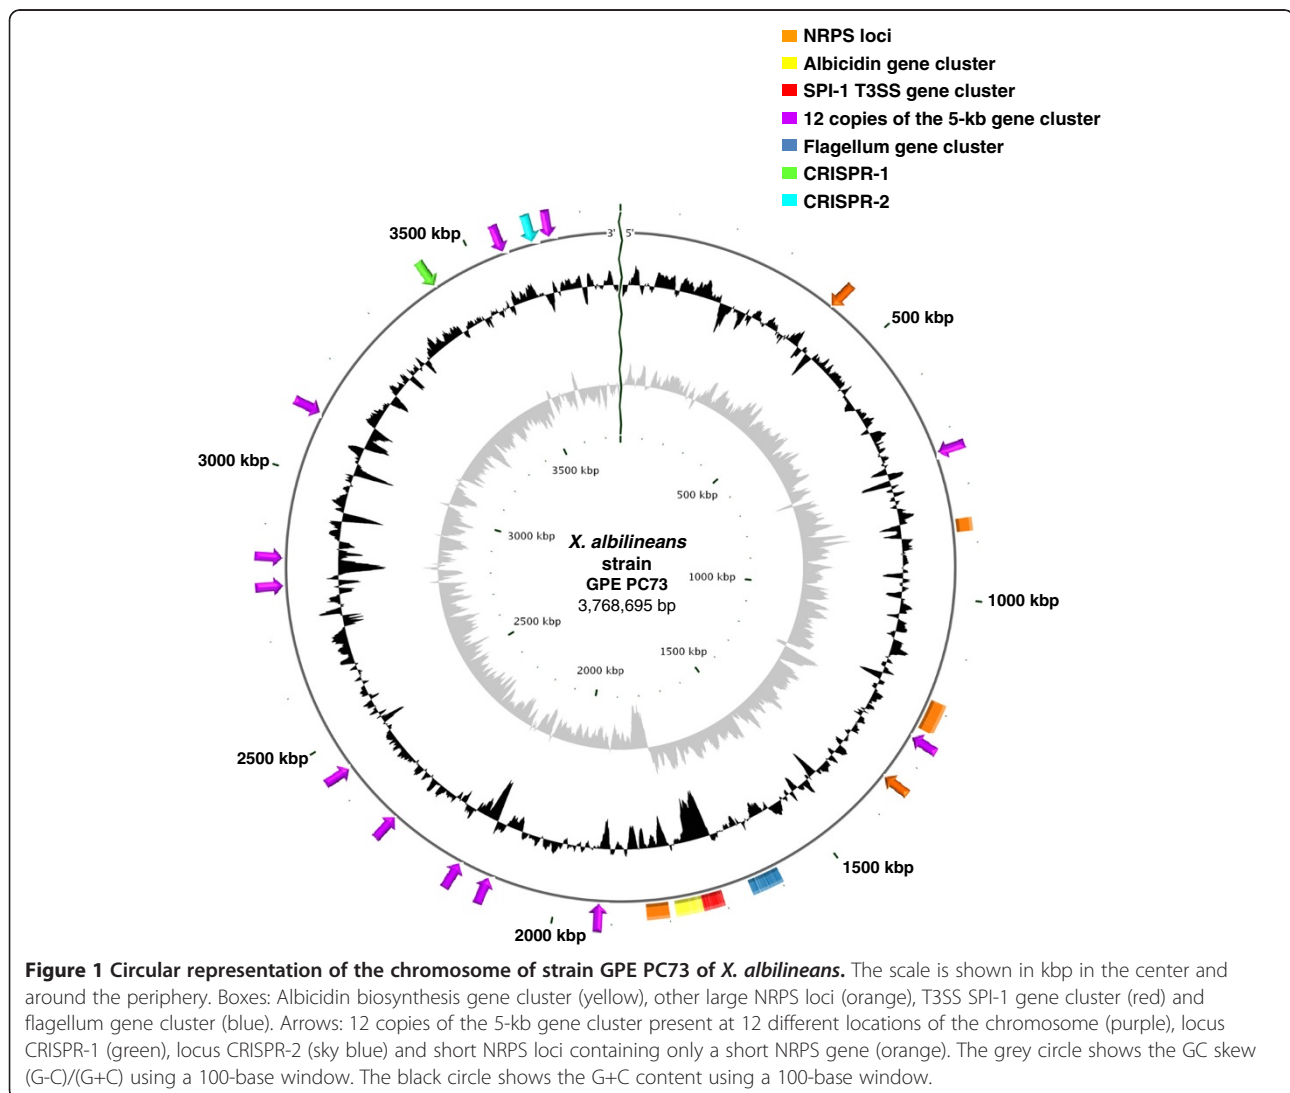 NRPS loci
Albicidin gene cluster
SPI-1 T3SS gene cluster
12 copies of the 5-kb gene cluster
Flagellum gene cluster
CRISPR-1
CRISPR-2
3' 5'
3500 kbp
500 kbp
3000 kbp
1000 kbp
2500 kbp
1500 kbp
2000 kbp
3500 kbp
500 kbp
3000 kbp
1000 kbp
2500 kbp
1500 kbp
2000 kbp
X. albilineans
strain
GPE PC73
3,768,695 bp
Figure 1 Circular representation of the chromosome of strain GPE PC73 of X. albilineans. The scale is shown in kbp in the center and
around the periphery. Boxes: Albicidin biosynthesis gene cluster (yellow), other large NRPS loci (orange), T3SS SPI-1 gene cluster (red) and
flagellum gene cluster (blue). Arrows: 12 copies of the 5-kb gene cluster present at 12 different locations of the chromosome (purple), locus
CRISPR-1 (green), locus CRISPR-2 (sky blue) and short NRPS loci containing only a short NRPS gene (orange). The grey circle shows the GC skew
(G-C)/(G+C) using a 100-base window. The black circle shows the G+C content using a 100-base window.